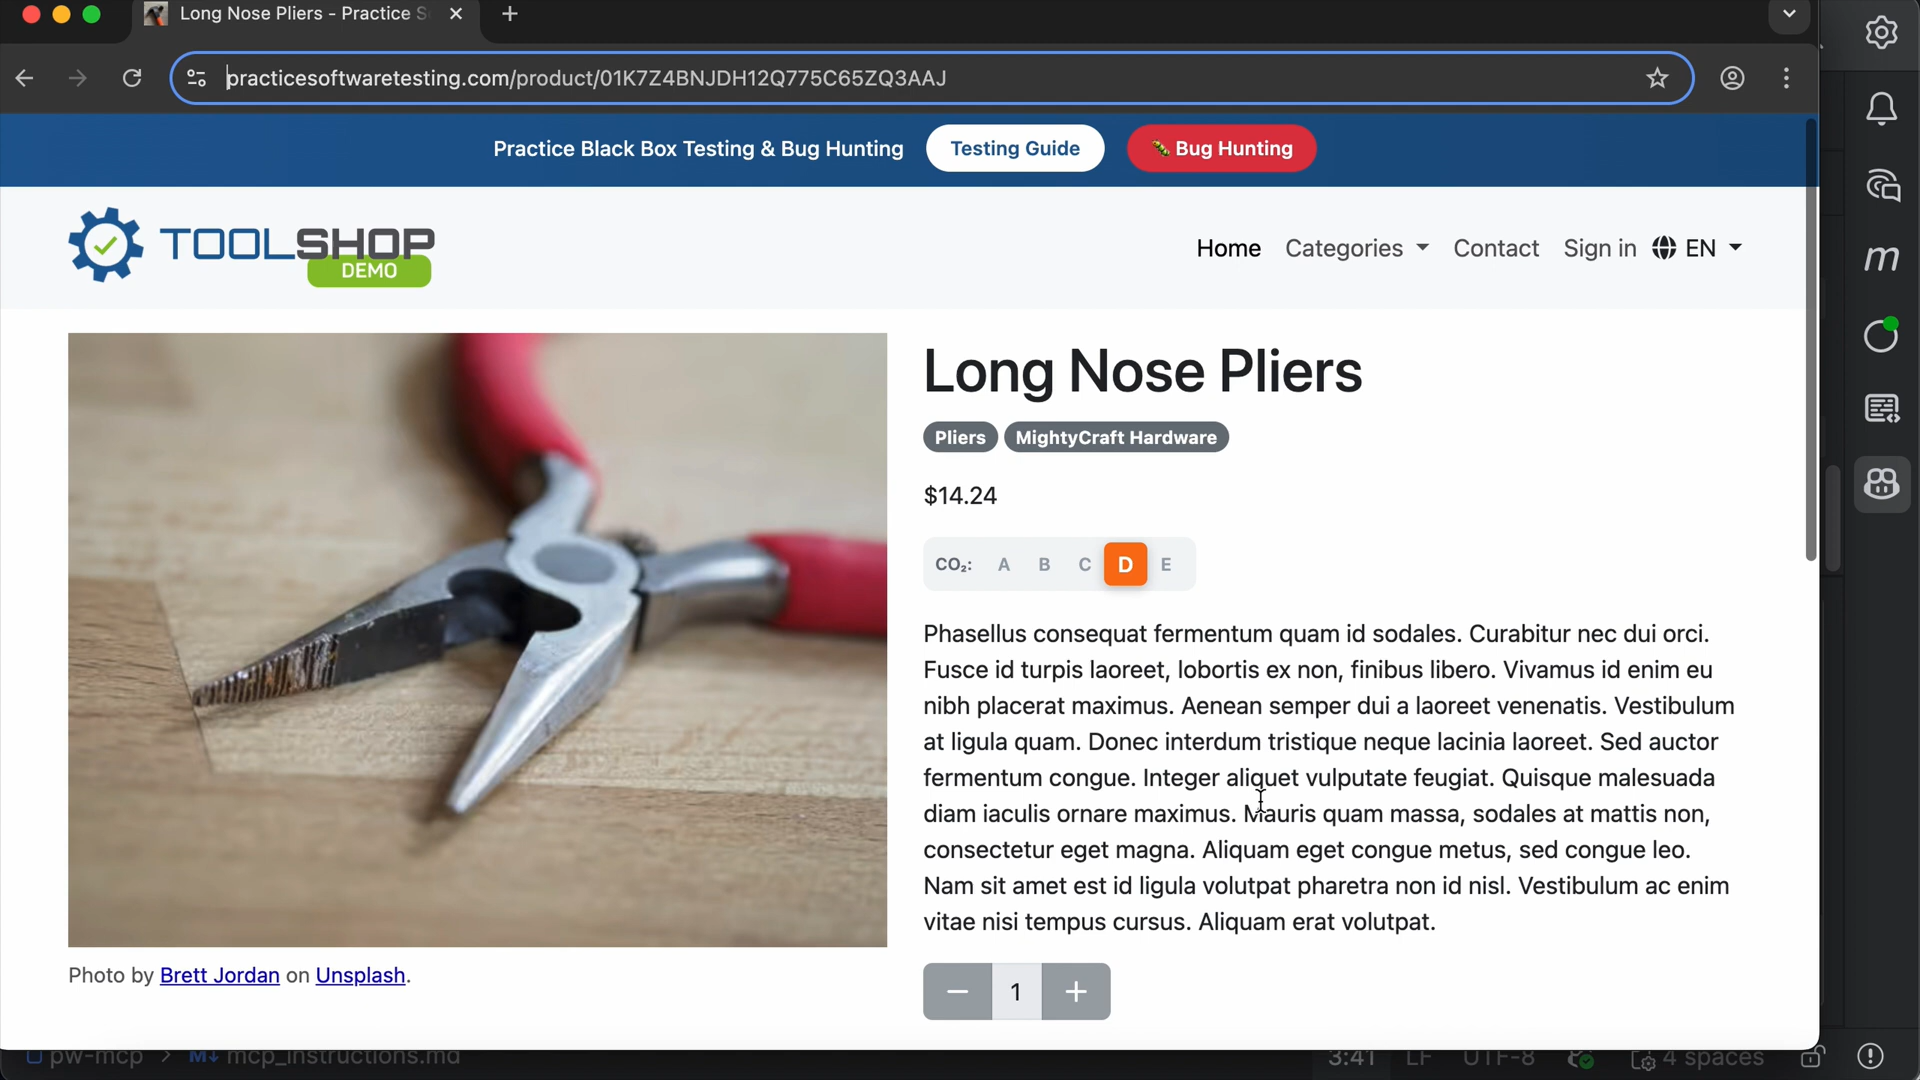 Long Nose Pliers - Practice S
practicesoftwaretesting.com/product/01K7Z4BNJDH12Q775C65ZQ3AAJ
Practice Black Box Testing & Bug Hunting
Testing Guide
Bug Hunting
TOOLSHOP
DEMO
Home
Categories
Contact
Sign in
EN
Long Nose Pliers
Pliers
MightyCraft Hardware
$14.24
CO₂: A B C D E
Phasellus consequat fermentum quam id sodales. Curabitur nec dui orci.
Fusce id turpis laoreet, lobortis ex non, finibus libero. Vivamus id enim eu
nibh placerat maximus. Aenean semper dui a laoreet venenatis. Vestibulum
at ligula quam. Donec interdum tristique neque lacinia laoreet. Sed auctor
fermentum congue. Integer aliquet vulputate feugiat. Quisque malesuada
diam iaculis ornare maximus. Mauris quam massa, sodales at mattis non,
consectetur eget magna. Aliquam eget congue metus, sed congue leo.
Nam sit amet est id ligula volutpat pharetra non id nisl. Vestibulum ac enim
vitae nisi tempus cursus. Aliquam erat volutpat.
Photo by Brett Jordan on Unsplash.
1
m
pw-mcp > M↓ mcp_instructions.md
3:41 LF UTF-8 4 spaces